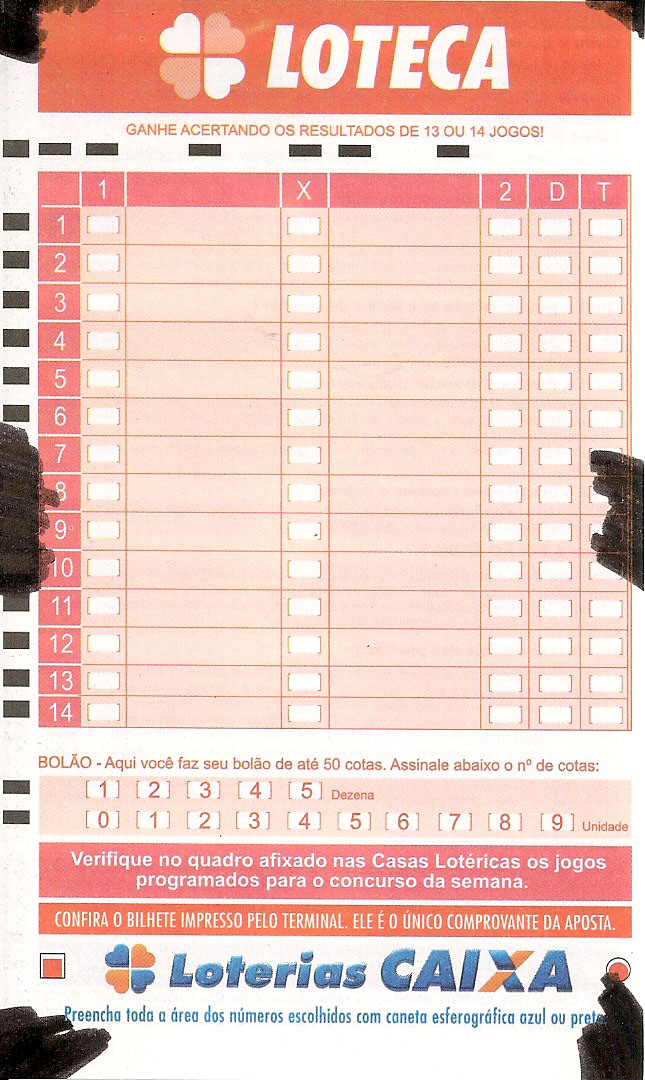 LOTECA
GANHE ACERTANDO OS RESULTADOS DE 13 OU 14 JOGOS!
1 X 2 D T
1
2
3
4
5
6
7
8
9
10
11
12
13
14
BOLÃO - Aqui você faz seu bolão de até 50 cotas. Assinale abaixo o nº de cotas:
[1] [2] [3] [4] [5] Dezena
[0] [1] [2] [3] [4] [5] [6] [7] [8] [9] Unidade
Verifique no quadro afixado nas Casas Lotéricas os jogos
programados para o concurso da semana.
CONFIRA O BILHETE IMPRESSO PELO TERMINAL. ELE É O ÚNICO COMPROVANTE DA APOSTA.
Loterias CAIXA
Preencha toda a área dos números escolhidos com caneta esferográfica azul ou preta